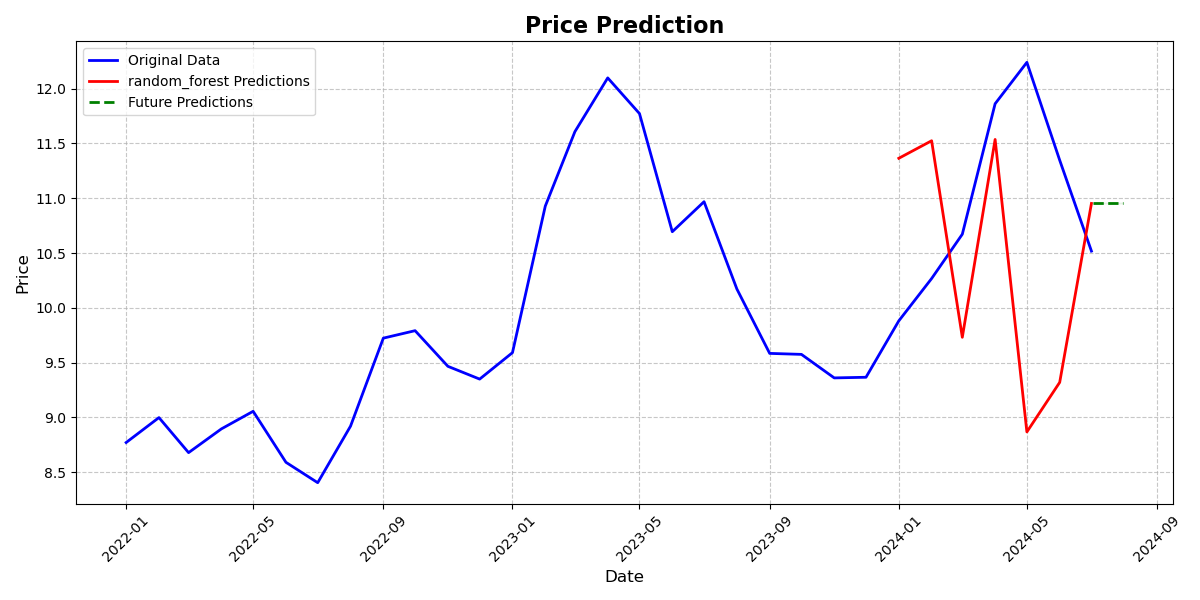 Price Prediction
Original Data
random_forest Predictions
Future Predictions
Price
12.0
11.5
11.0
10.5
10.0
9.5
9.0
8.5
2022-01
2022-05
2022-09
2023-01
2023-05
2023-09
2024-01
2024-05
2024-09
Date